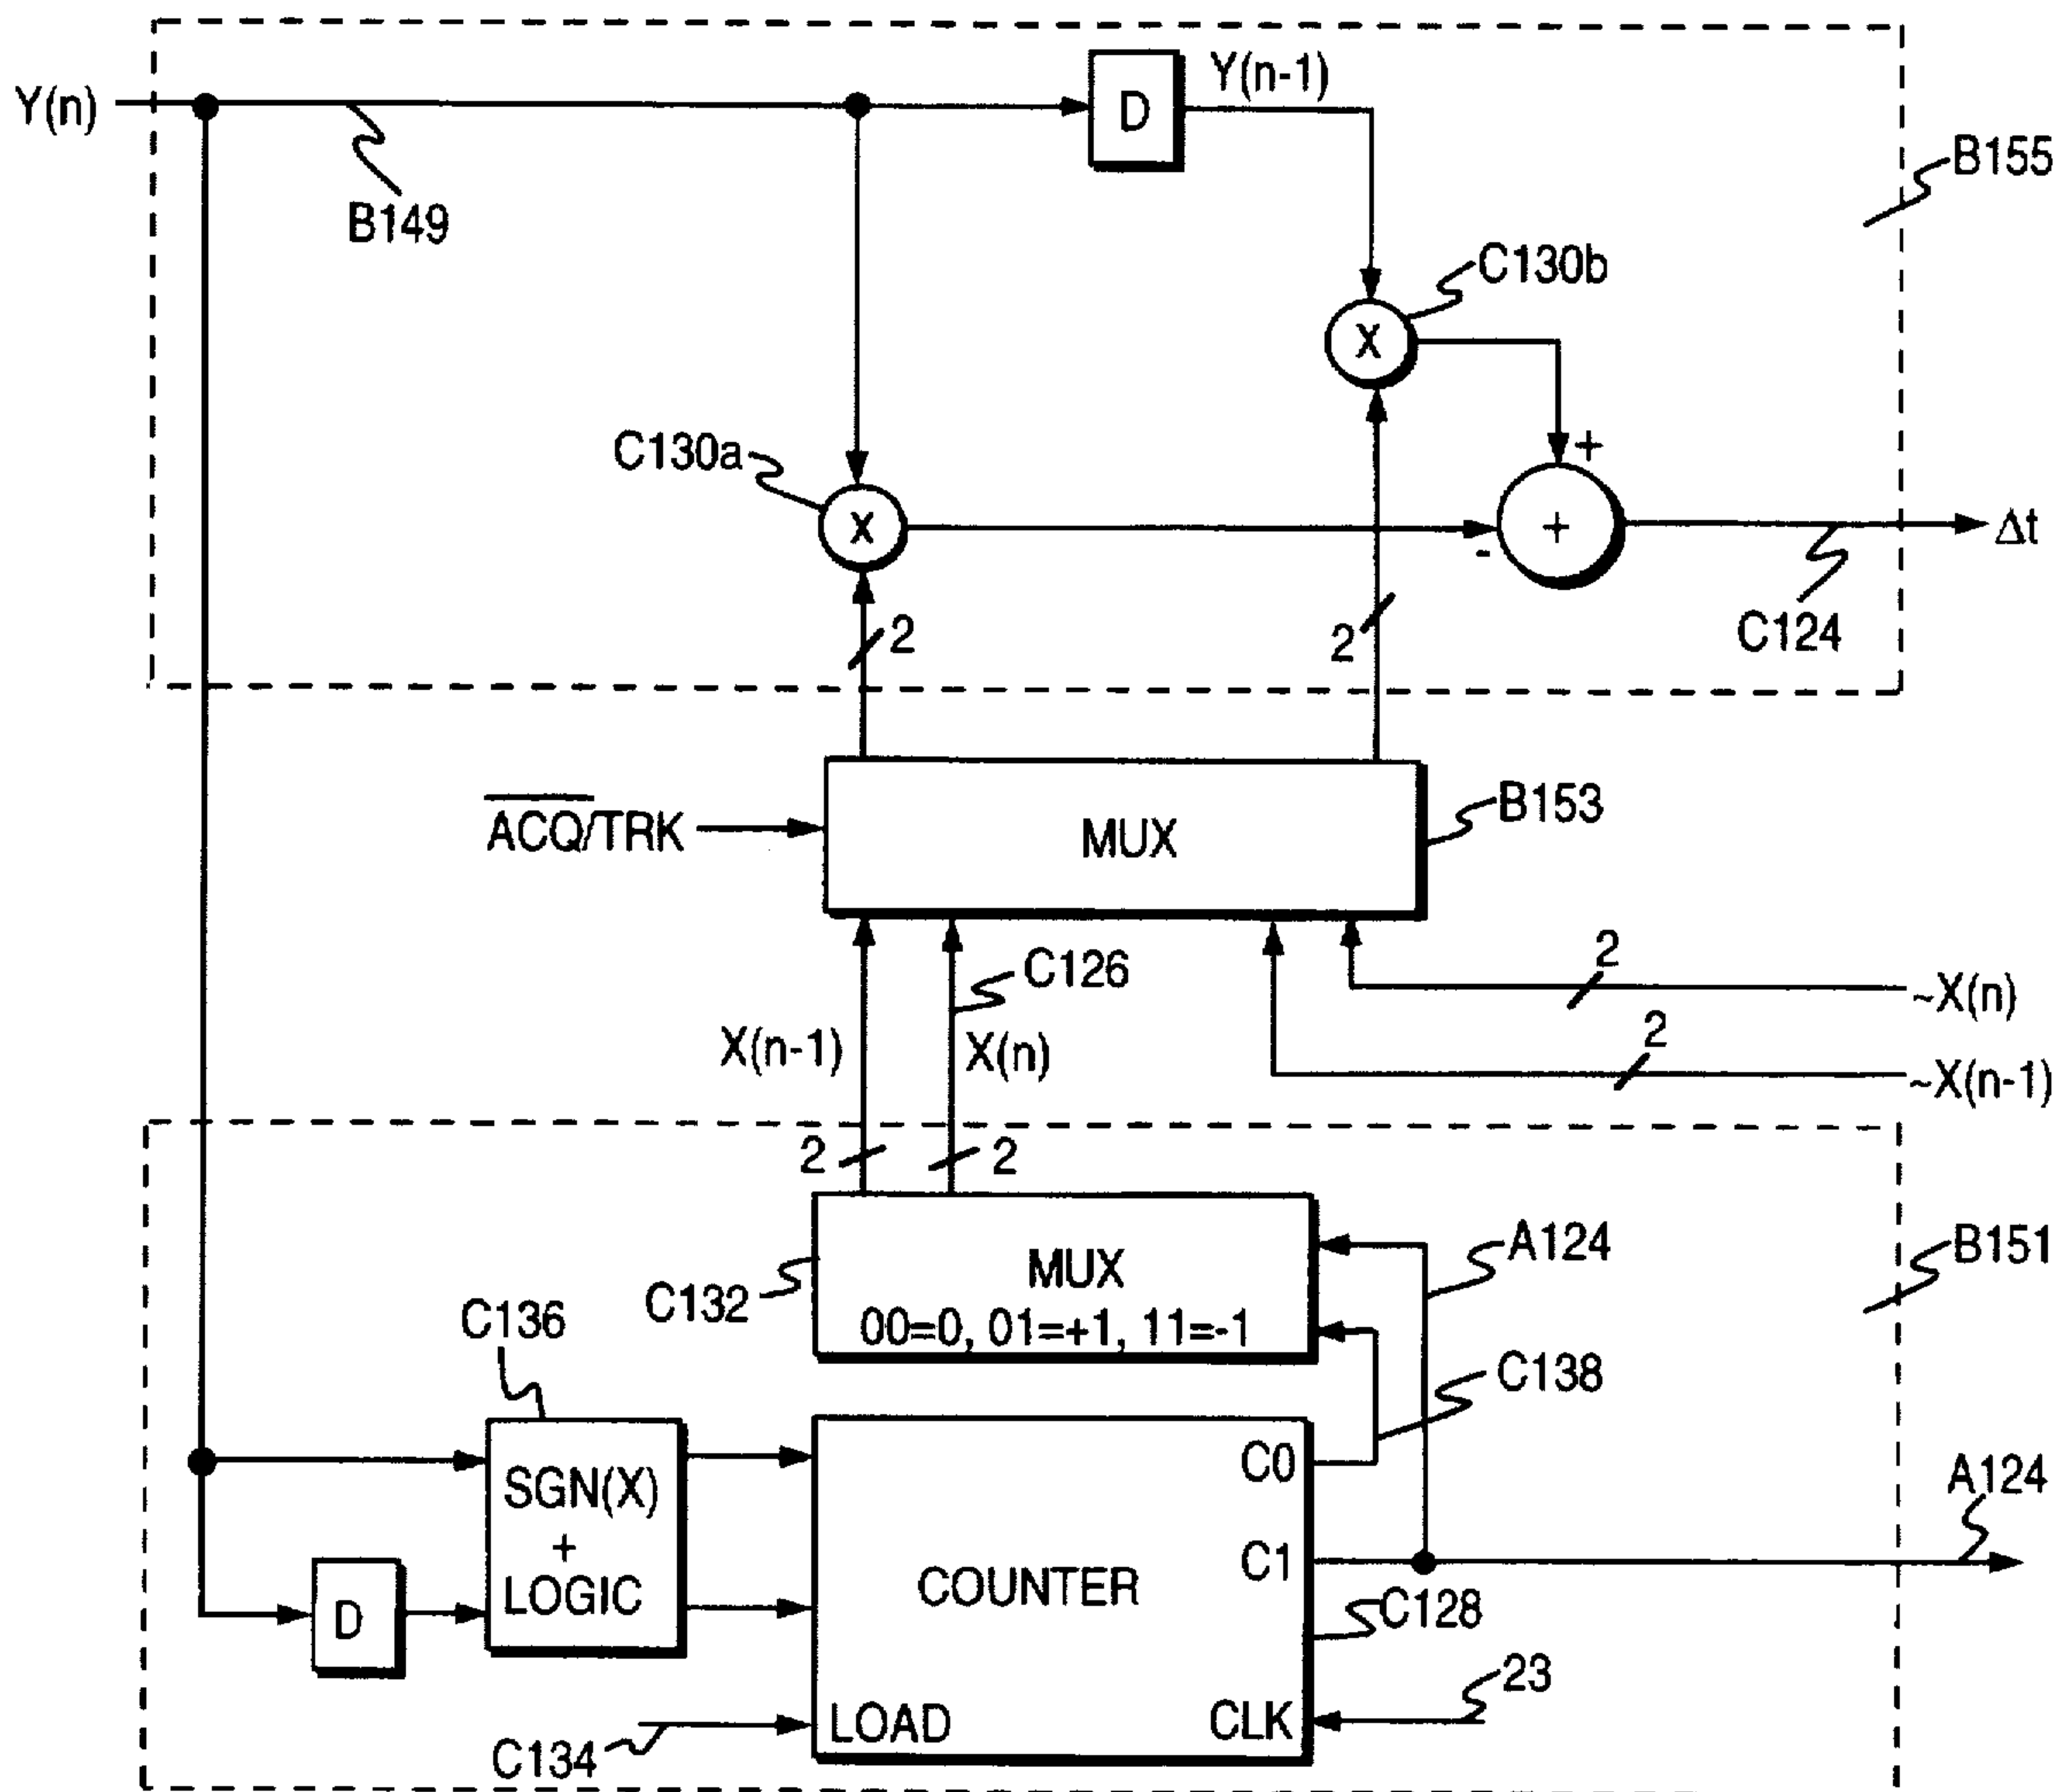 Y(n)
D
Y(n-1)
B149
B155
C130b
X
C130a
X
+
+
-
Δt
C124
2
2
A̅C̅Q̅/TRK
MUX
B153
C126
X(n-1)
X(n)
2
~X(n)
2
~X(n-1)
2
2
MUX
00=0, 01=+1, 11=-1
C132
A124
B151
C136
C138
SGN(X)
+
LOGIC
D
COUNTER
C0
C1
A124
C128
LOAD
CLK
23
C134